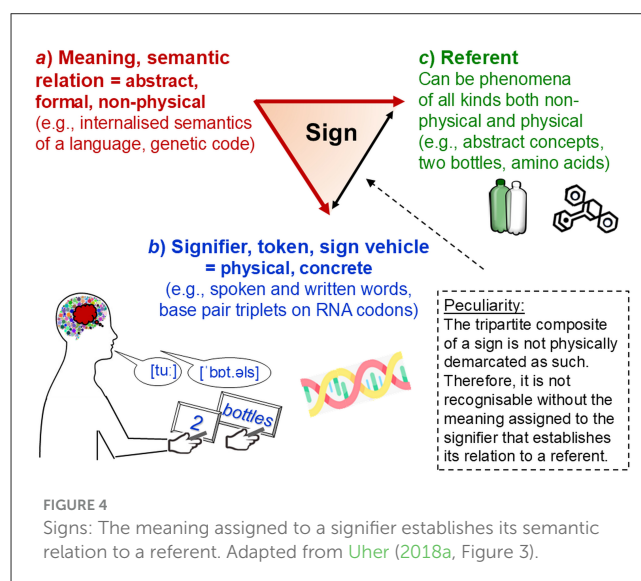 a) Meaning, semantic
relation = abstract,
formal, non-physical
(e.g., internalised semantics
of a language, genetic code)
c) Referent
Can be phenomena
of all kinds both non-
physical and physical
(e.g., abstract concepts,
two bottles, amino acids)
Sign
b) Signifier, token, sign vehicle
= physical, concrete
(e.g., spoken and written words,
base pair triplets on RNA codons)
[tuː]
[ˈbɒt.əls]
2
bottles
Peculiarity:
The tripartite composite
of a sign is not physically
demarcated as such.
Therefore, it is not
recognisable without the
meaning assigned to the
signifier that establishes
its relation to a referent.
FIGURE 4
Signs: The meaning assigned to a signifier establishes its semantic
relation to a referent. Adapted from Uher (2018a, Figure 3).